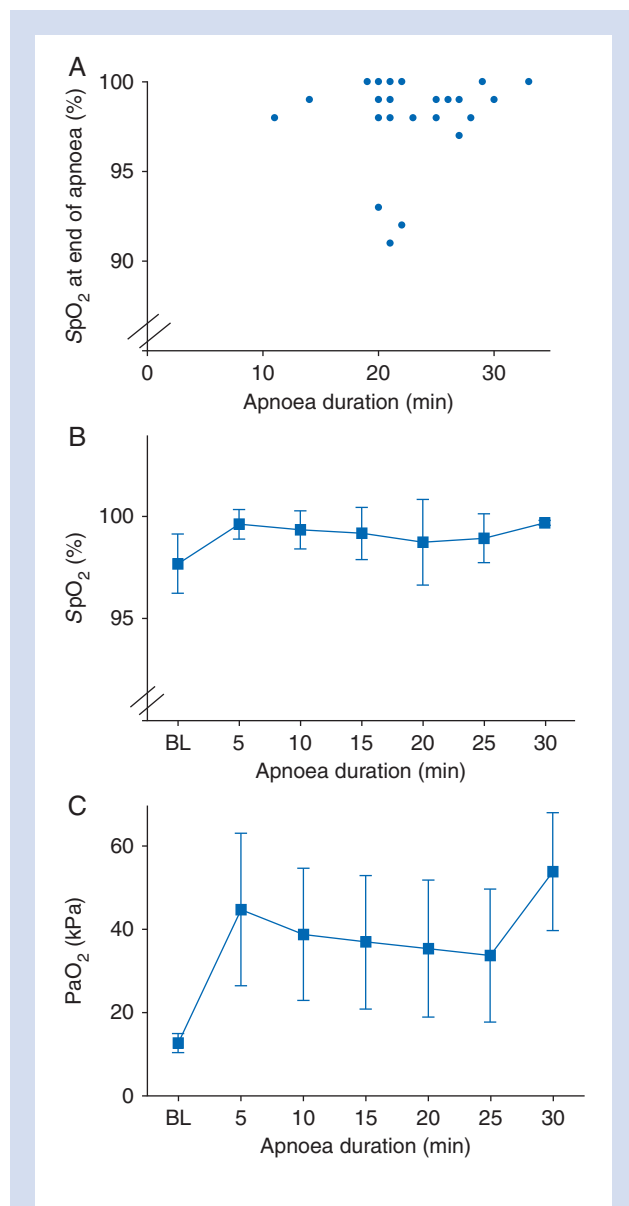 A
SpO2 at end of apnoea (%)
100
95
90
0 10 20 30
Apnoea duration (min)
B
SpO2 (%)
100
95
BL 5 10 15 20 25 30
Apnoea duration (min)
C
PaO2 (kPa)
60
40
20
0
BL 5 10 15 20 25 30
Apnoea duration (min)